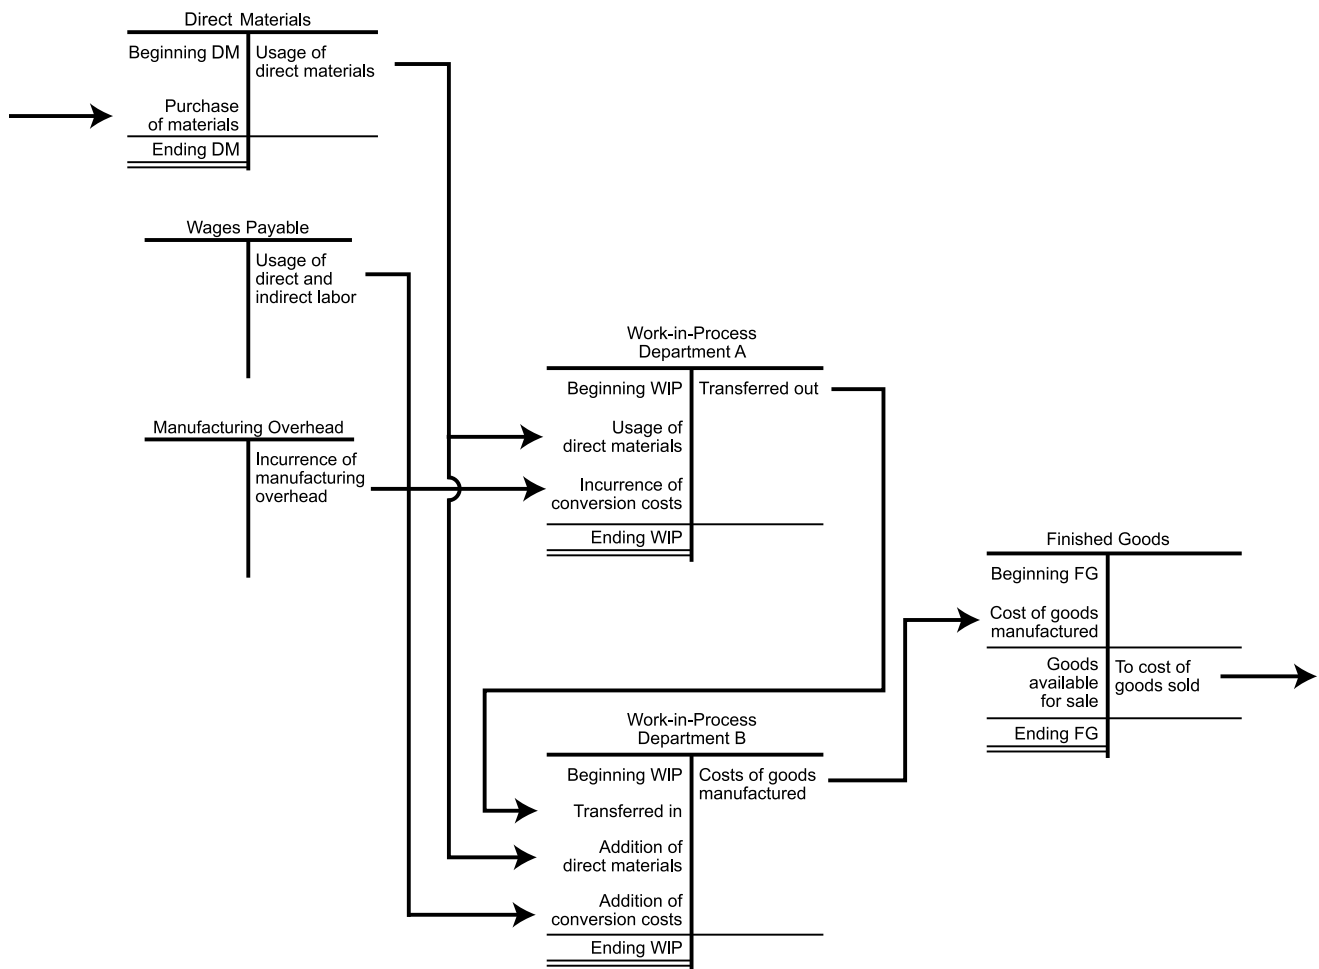 Direct Materials
Beginning DM
Usage of
direct materials
Purchase
of materials
Ending DM
Wages Payable
Usage of
direct and
indirect labor
Manufacturing Overhead
Incurrence of
manufacturing
overhead
Work-in-Process
Department A
Beginning WIP
Transferred out
Usage of
direct materials
Incurrence of
conversion costs
Ending WIP
Work-in-Process
Department B
Beginning WIP
Costs of goods
manufactured
Transferred in
Addition of
direct materials
Addition of
conversion costs
Ending WIP
Finished Goods
Beginning FG
Cost of goods
manufactured
Goods
available
for sale
To cost of
goods sold
Ending FG